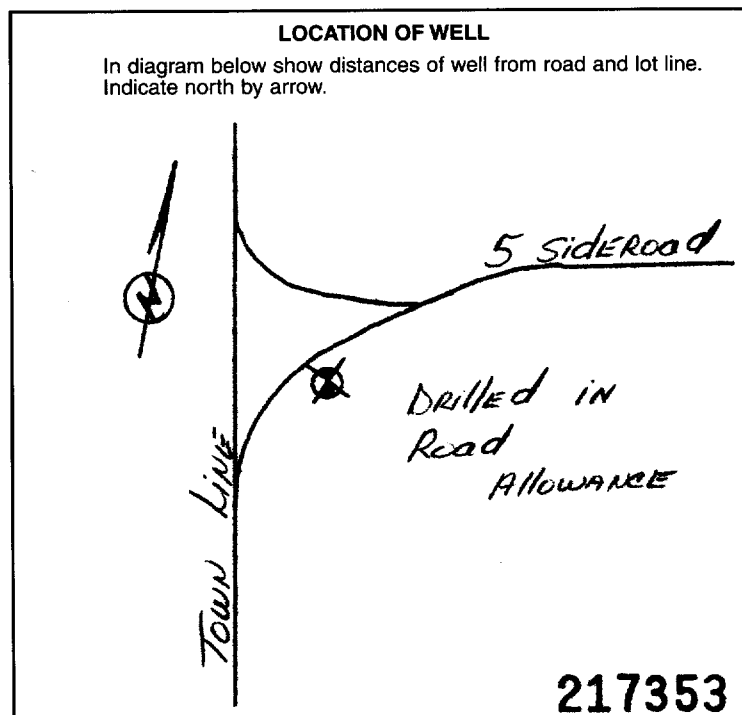 LOCATION OF WELL
In diagram below show distances of well from road and lot line.
Indicate north by arrow.
N
5 SiDEROad
DRillEd iN
Road
AllOWANCE
TOWN LINE
217353